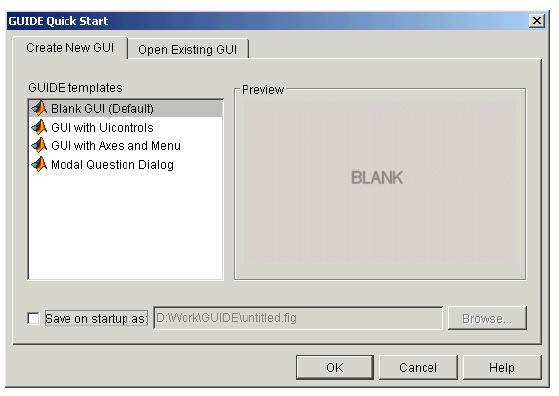 GUIDE Quick Start
Create New GUI
Open Existing GUI
GUIDE templates
Blank GUI (Default)
GUI with Uicontrols
GUI with Axes and Menu
Modal Question Dialog
Preview
BLANK
Save on startup as:
D:\Work\GUIDE\untitled.fig
Browse...
OK
Cancel
Help